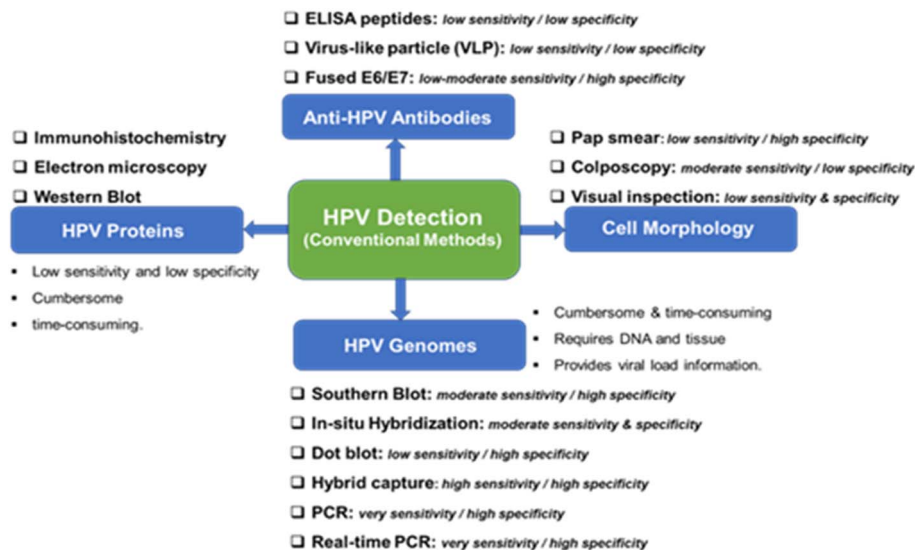 ❑ ELISA peptides: low sensitivity / low specificity
❑ Virus-like particle (VLP): low sensitivity / low specificity
❑ Fused E6/E7: low-moderate sensitivity / high specificity
Anti-HPV Antibodies
❑ Immunohistochemistry
❑ Electron microscopy
❑ Western Blot
HPV Proteins
▪ Low sensitivity and low specificity
▪ Cumbersome
▪ time-consuming.
HPV Detection
(Conventional Methods)
❑ Pap smear: low sensitivity / high specificity
❑ Colposcopy: moderate sensitivity / low specificity
❑ Visual inspection: low sensitivity & specificity
Cell Morphology
HPV Genomes
▪ Cumbersome & time-consuming
▪ Requires DNA and tissue
▪ Provides viral load information.
❑ Southern Blot: moderate sensitivity / high specificity
❑ In-situ Hybridization: moderate sensitivity & specificity
❑ Dot blot: low sensitivity / high specificity
❑ Hybrid capture: high sensitivity / high specificity
❑ PCR: very sensitivity / high specificity
❑ Real-time PCR: very sensitivity / high specificity